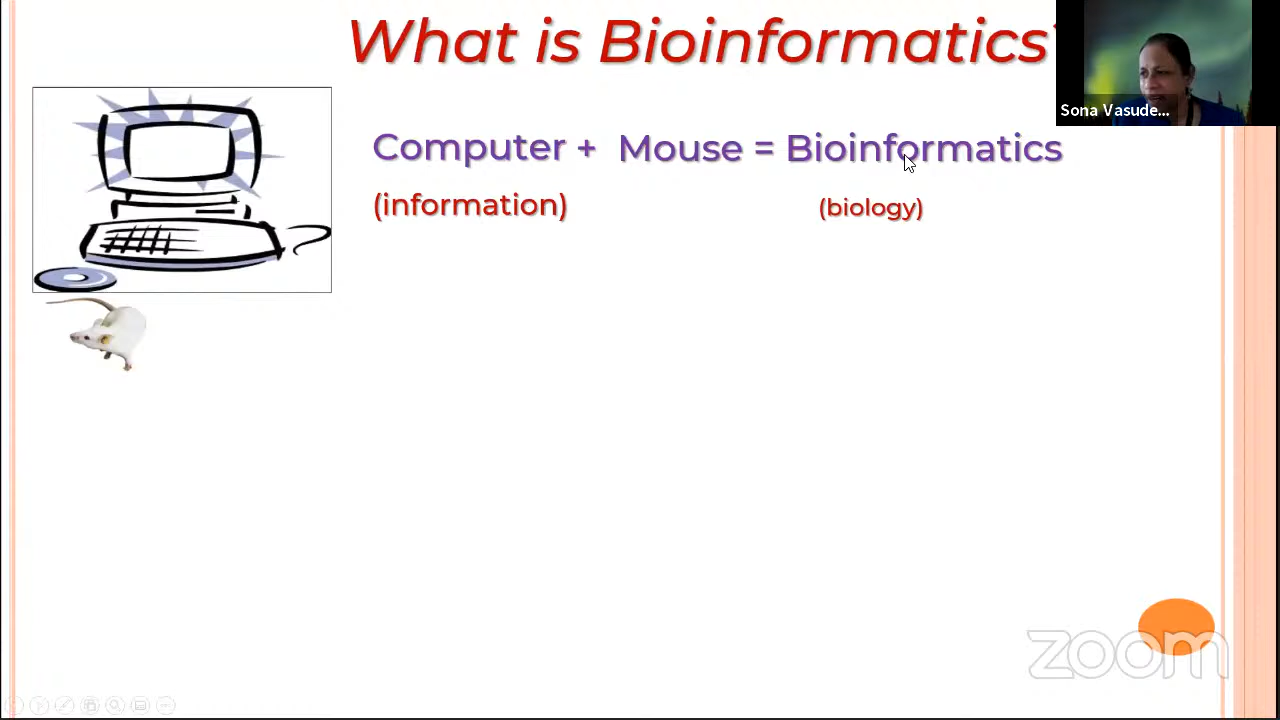 What is Bioinformatics?
Sona Vasude...
Computer + Mouse = Bioinformatics
(information) (biology)
zoom